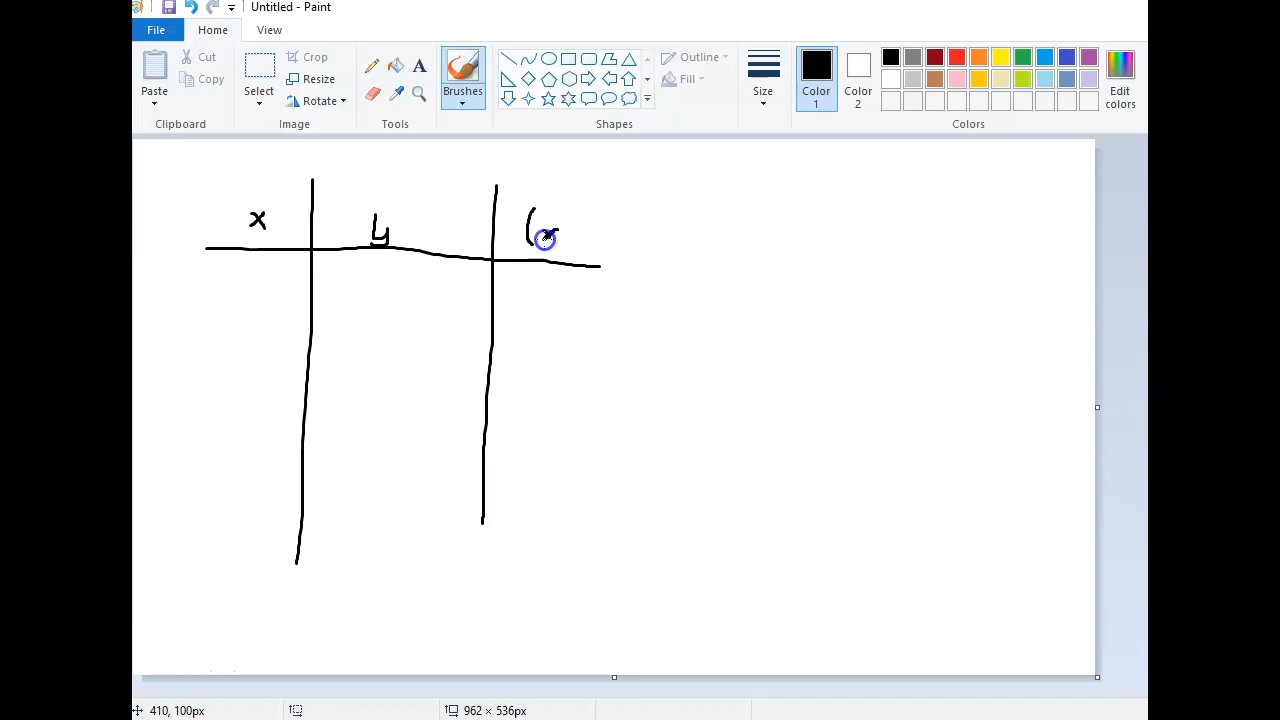 Untitled - Paint
File Home View
Paste
Cut
Copy
Clipboard
Select
Crop
Resize
Rotate
Image
A
Tools
Brushes
Outline
Fill
Shapes
Size
Color 1
Color 2
Edit colors
Colors
x y (x
410, 100px
962 × 536px